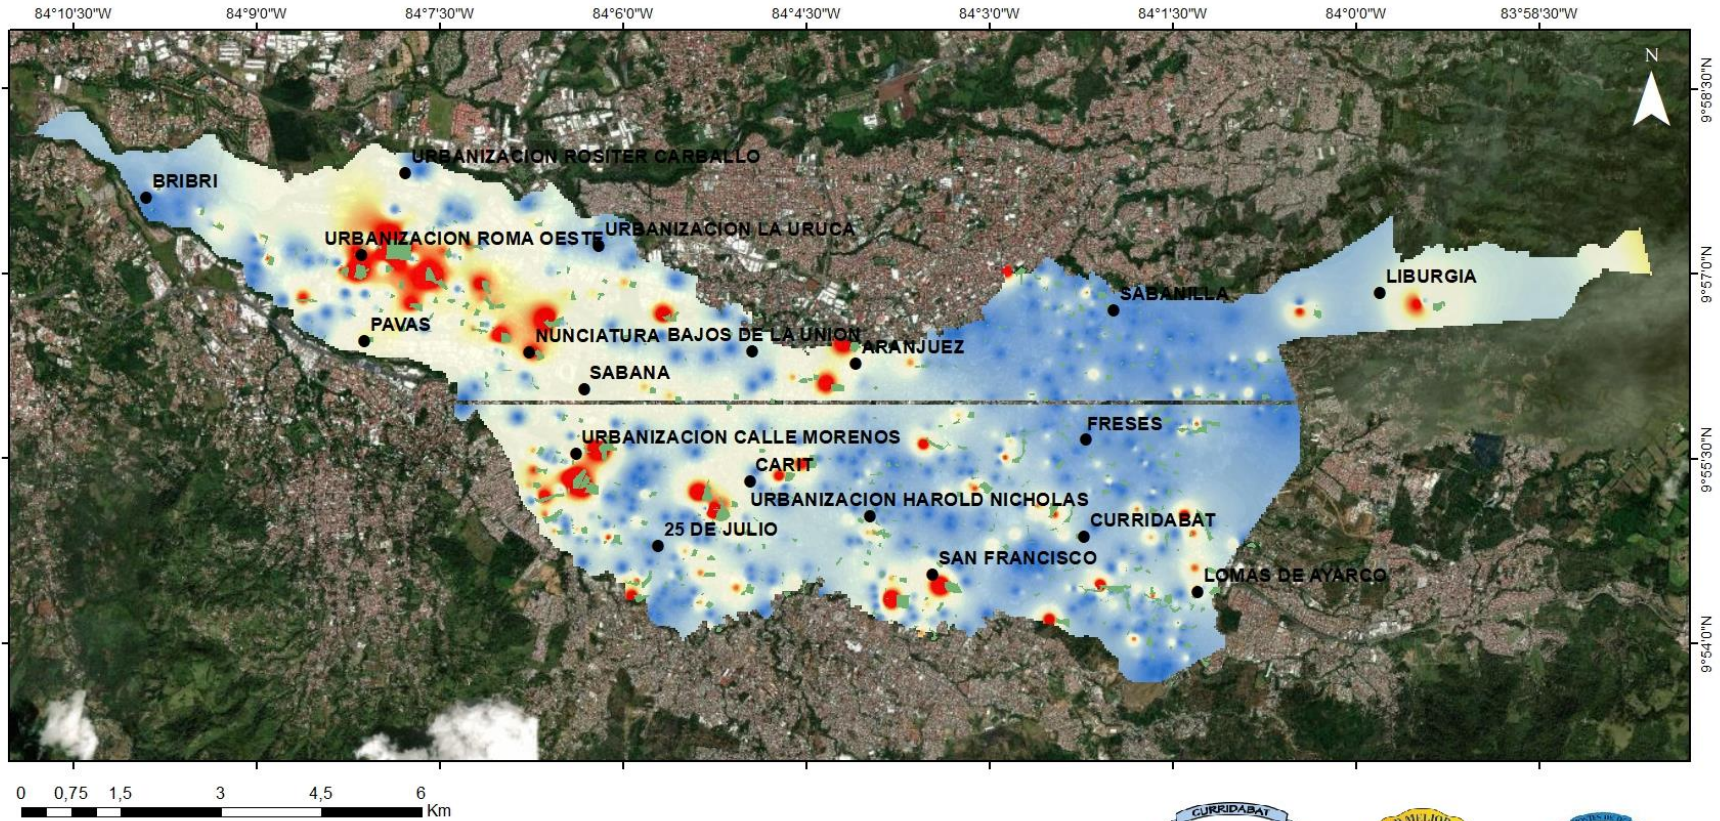 84°10'30"W 84°9'0"W 84°7'30"W 84°6'0"W 84°4'30"W 84°3'0"W 84°1'30"W 84°0'0"W 83°58'30"W
N
9°58'30"N
URBANIZACION ROSITER CARBALLO
BRIBRI
URBANIZACION LA URUCA
URBANIZACION ROMA OESTE
9°57'0"N
LIBURGIA
SABANILLA
PAVAS
NUNCIATURA
BAJOS DE LA UNION
ARANJUEZ
SABANA
FRESES
URBANIZACION CALLE MORENOS
9°55'30"N
CARIT
URBANIZACION HAROLD NICHOLAS
CURRIDABAT
25 DE JULIO
SAN FRANCISCO
LOMAS DE AYARCO
9°54'0"N
0 0,75 1,5 3 4,5 6
Km
CURRIDABAT